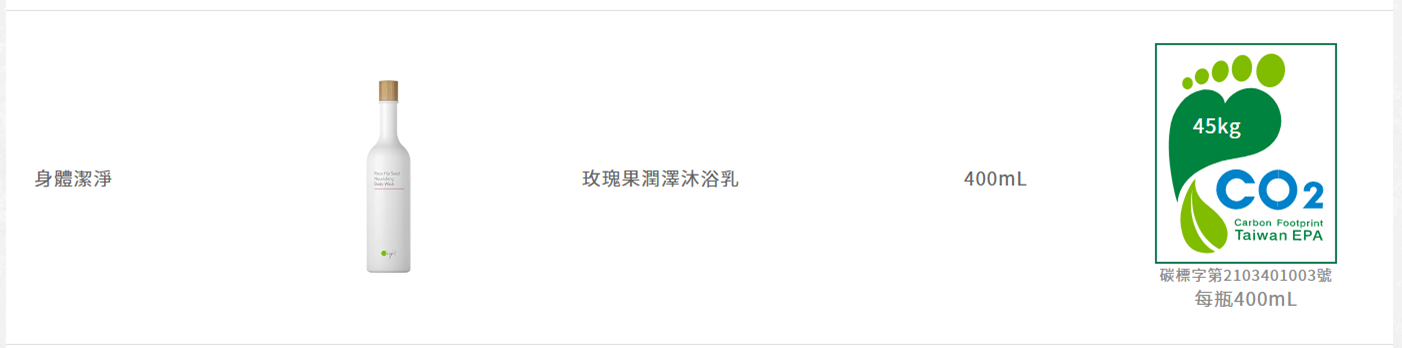 身體潔淨
Rose Hip Seed
Nourishing
Body Wash
O'right
玫瑰果潤澤沐浴乳
400mL
45kg
CO2
Carbon Footprint
Taiwan EPA
碳標字第2103401003號
每瓶400mL